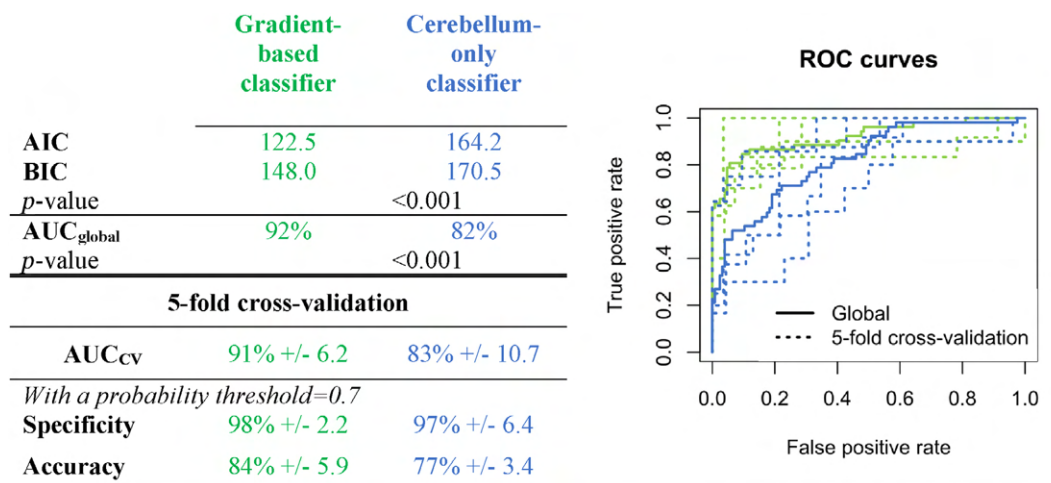 Gradient-based classifier Cerebellum-only classifier
AIC 122.5 164.2
BIC 148.0 170.5
p-value <0.001
AUCglobal 92% 82%
p-value <0.001
5-fold cross-validation
AUCCV 91% +/- 6.2 83% +/- 10.7
With a probability threshold=0.7
Specificity 98% +/- 2.2 97% +/- 6.4
Accuracy 84% +/- 5.9 77% +/- 3.4
ROC curves
True positive rate
1.0
0.8
0.6
0.4
0.2
0.0
Global
5-fold cross-validation
0.0 0.2 0.4 0.6 0.8 1.0
False positive rate